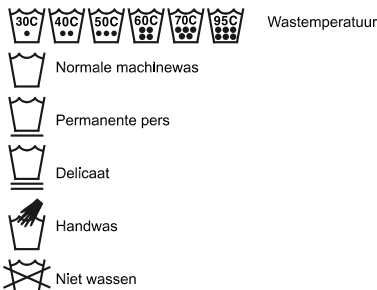 30C 40C 50C 60C 70C 95C Wastemperatuur
Normale machinewas
Permanente pers
Delicaat
Handwas
Niet wassen